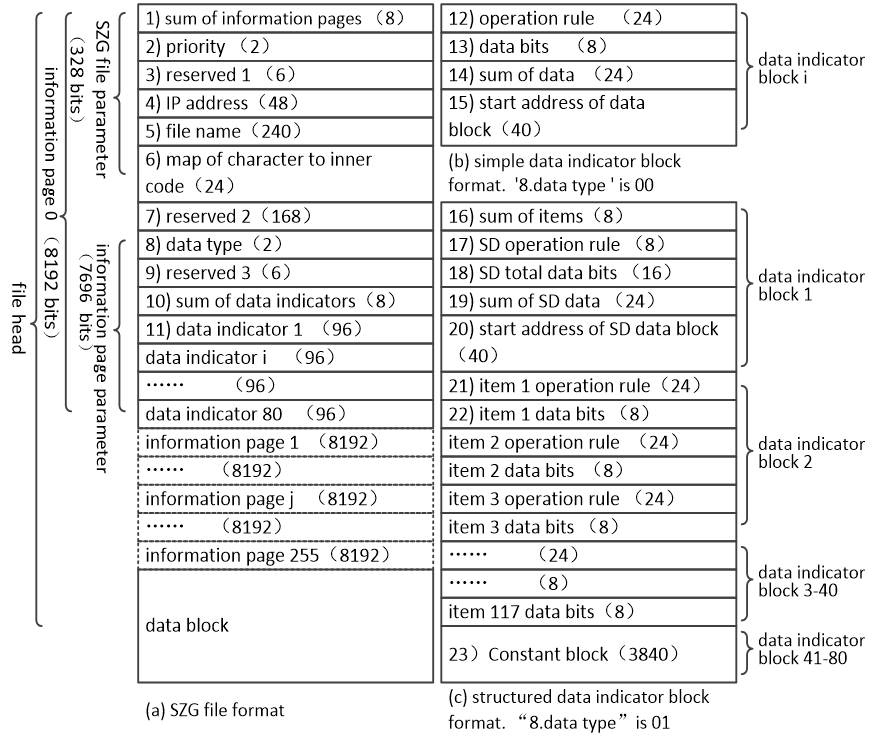 file head
information page 0 (8192 bits)
SZG file parameter
(328 bits)
information page parameter
(7696 bits)
1) sum of information pages (8)
2) priority (2)
3) reserved 1 (6)
4) IP address (48)
5) file name (240)
6) map of character to inner
code (24)
7) reserved 2 (168)
8) data type (2)
9) reserved 3 (6)
10) sum of data indicators (8)
11) data indicator 1 (96)
data indicator i (96)
…… (96)
data indicator 80 (96)
information page 1 (8192)
…… (8192)
information page j (8192)
…… (8192)
information page 255 (8192)
data block
(a) SZG file format
12) operation rule (24)
13) data bits (8)
14) sum of data (24)
15) start address of data
block (40)
data indicator
block i
(b) simple data indicator block
format. '8.data type ' is 00
16) sum of items (8)
17) SD operation rule (8)
18) SD total data bits (16)
19) sum of SD data (24)
20) start address of SD data block
(40)
data indicator
block 1
21) item 1 operation rule (24)
22) item 1 data bits (8)
item 2 operation rule (24)
item 2 data bits (8)
item 3 operation rule (24)
item 3 data bits (8)
data indicator
block 2
…… (24)
…… (8)
item 117 data bits (8)
data indicator
block 3-40
23) Constant block (3840)
data indicator
block 41-80
(c) structured data indicator block
format. “8.data type” is 01